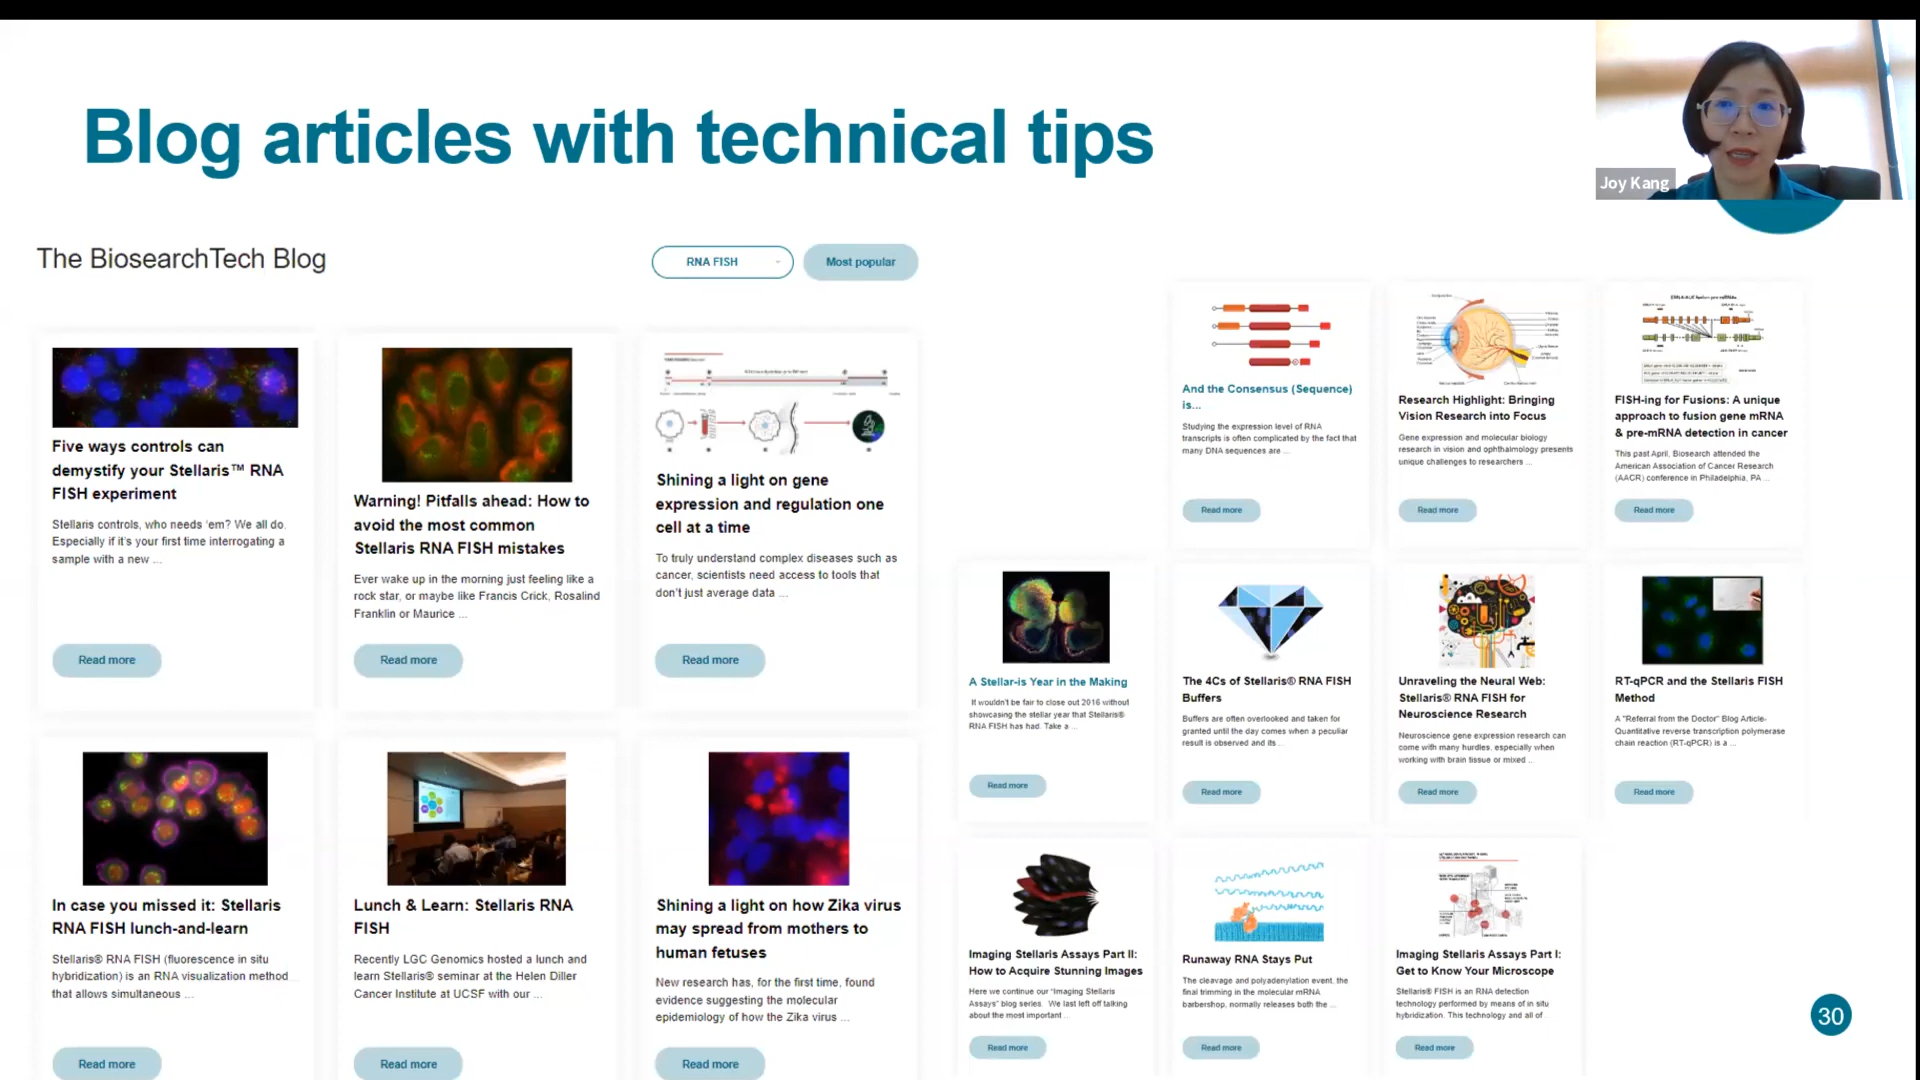 Blog articles with technical tips
Joy Kang
The BiosearchTech Blog
RNA FISH
Most popular
Five ways controls can
demystify your Stellaris™ RNA
FISH experiment
Stellaris controls, who needs 'em? We all do.
Especially if it's your first time interrogating a
sample with a new ...
Read more
Warning! Pitfalls ahead: How to
avoid the most common
Stellaris RNA FISH mistakes
Ever wake up in the morning just feeling like a
rock star, or maybe like Francis Crick, Rosalind
Franklin or Maurice ...
Read more
Shining a light on gene
expression and regulation one
cell at a time
To truly understand complex diseases such as
cancer, scientists need access to tools that
don't just average data ...
Read more
In case you missed it: Stellaris
RNA FISH lunch-and-learn
Stellaris® RNA FISH (fluorescence in situ
hybridization) is an RNA visualization method
that allows simultaneous ...
Read more
Lunch & Learn: Stellaris RNA
FISH
Recently LGC Genomics hosted a lunch and
learn Stellaris® seminar at the Helen Diller
Cancer Institute at UCSF with our ...
Read more
Shining a light on how Zika virus
may spread from mothers to
human fetuses
New research has, for the first time, found
evidence suggesting the molecular
epidemiology of how the Zika virus ...
Read more
And the Consensus (Sequence)
is...
Studying the expression level of RNA
transcripts is often complicated by the fact that
many DNA sequences are ...
Read more
Research Highlight: Bringing
Vision Research into Focus
Gene expression and molecular biology
research in vision and ophthalmology presents
unique challenges to researchers ...
Read more
FISH-ing for Fusions: A unique
approach to fusion gene mRNA
& pre-mRNA detection in cancer
This past April, Biosearch attended the
American Association of Cancer Research
(AACR) conference in Philadelphia, PA ...
Read more
A Stellar-is Year in the Making
It wouldn't be fair to close out 2016 without
showcasing the stellar year that Stellaris®
RNA FISH has had. Take a ...
Read more
The 4Cs of Stellaris® RNA FISH
Buffers
Buffers are often overlooked and taken for
granted until the day comes when a peculiar
result is observed and its ...
Read more
Unraveling the Neural Web:
Stellaris® RNA FISH for
Neuroscience Research
Neuroscience gene expression research can
come with many hurdles, especially when
working with brain tissue or mixed ...
Read more
RT-qPCR and the Stellaris FISH
Method
A "Referral from the Doctor" Blog Article-
Quantitative reverse transcription polymerase
chain reaction (RT-qPCR) is a ...
Read more
Imaging Stellaris Assays Part II:
How to Acquire Stunning Images
Here we continue our "Imaging Stellaris
Assays" blog series. We last left off talking
about the most important ...
Read more
Runaway RNA Stays Put
The cleavage and polyadenylation event, the
final trimming in the molecular mRNA
barbershop, normally releases both the ...
Read more
Imaging Stellaris Assays Part I:
Get to Know Your Microscope
Stellaris® FISH is an RNA detection
technology performed by means of in situ
hybridization. This technology and all of
Read more
30